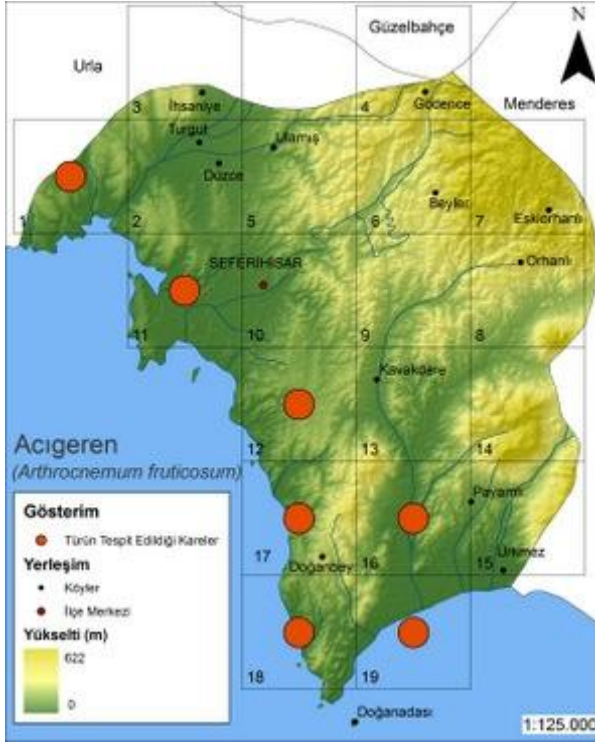 Güzelbahçe
N
Urla
3
İhsaniye
4
Gödence
Menderes
Turgut
Ulamış
Düzce
Beyler
Eskiorhanlı
1
2
5
6
7
Orhanlı
SEFERİHİSAR
11
10
9
8
Kavakdere
Acıgeren
(Arthrocnemum fruticosum)
12
13
14
Payamlı
Gösterim
Türün Tespit Edildiği Kareler
Yerleşim
Köyler
İlçe Merkezi
Yükselti (m)
622
0
17
Doğanbey
16
15
Ürkmez
18
19
Doğanadası
1:125.000